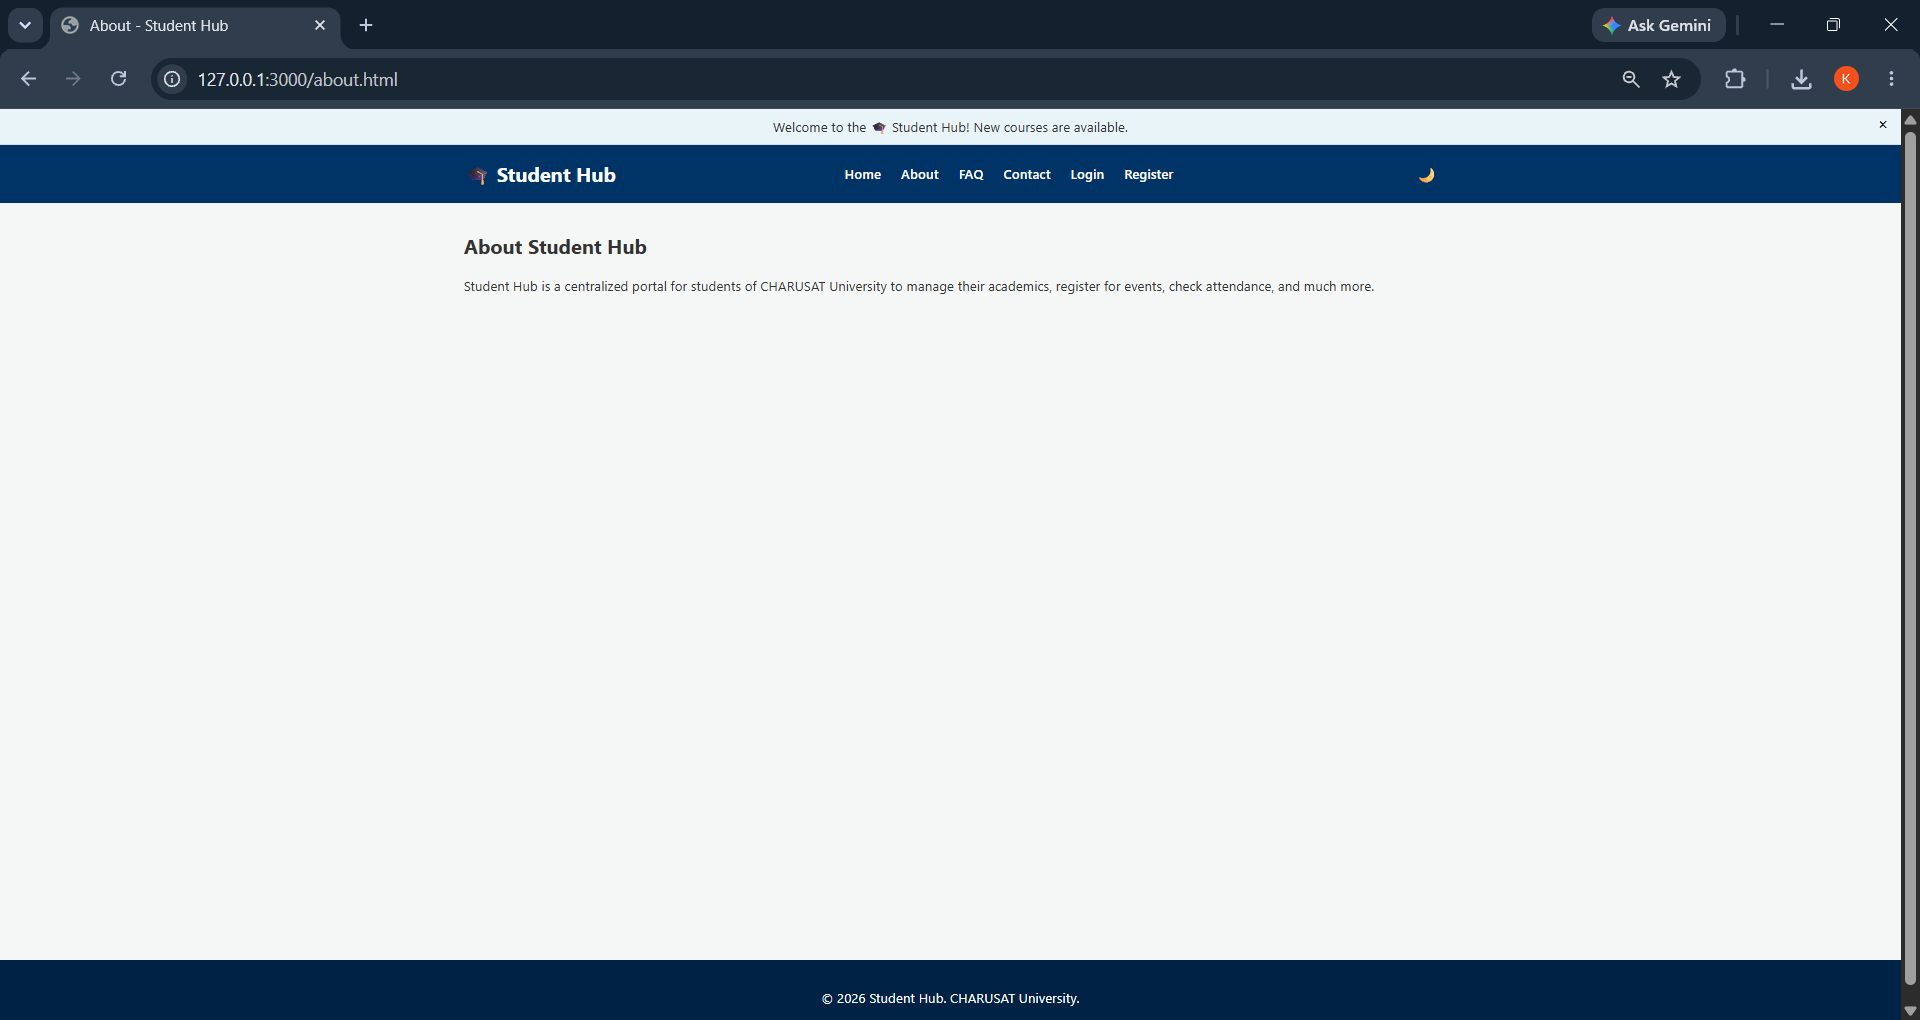 About - Student Hub
Ask Gemini
127.0.0.1:3000/about.html
K
Welcome to the 🎓 Student Hub! New courses are available.
×
🎓 Student Hub
Home About FAQ Contact Login Register
About Student Hub
Student Hub is a centralized portal for students of CHARUSAT University to manage their academics, register for events, check attendance, and much more.
© 2026 Student Hub. CHARUSAT University.